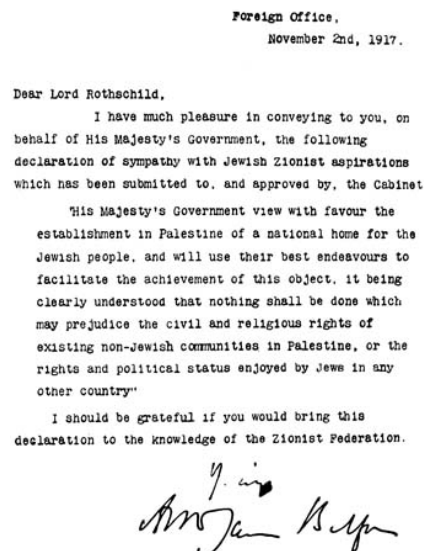 Foreign Office,
November 2nd, 1917.
Dear Lord Rothschild,
I have much pleasure in conveying to you, on
behalf of His Majesty's Government, the following
declaration of sympathy with Jewish Zionist aspirations
which has been submitted to, and approved by, the Cabinet
"His Majesty's Government view with favour the
establishment in Palestine of a national home for the
Jewish people, and will use their best endeavours to
facilitate the achievement of this object, it being
clearly understood that nothing shall be done which
may prejudice the civil and religious rights of
existing non-Jewish communities in Palestine, or the
rights and political status enjoyed by Jews in any
other country"
I should be grateful if you would bring this
declaration to the knowledge of the Zionist Federation.